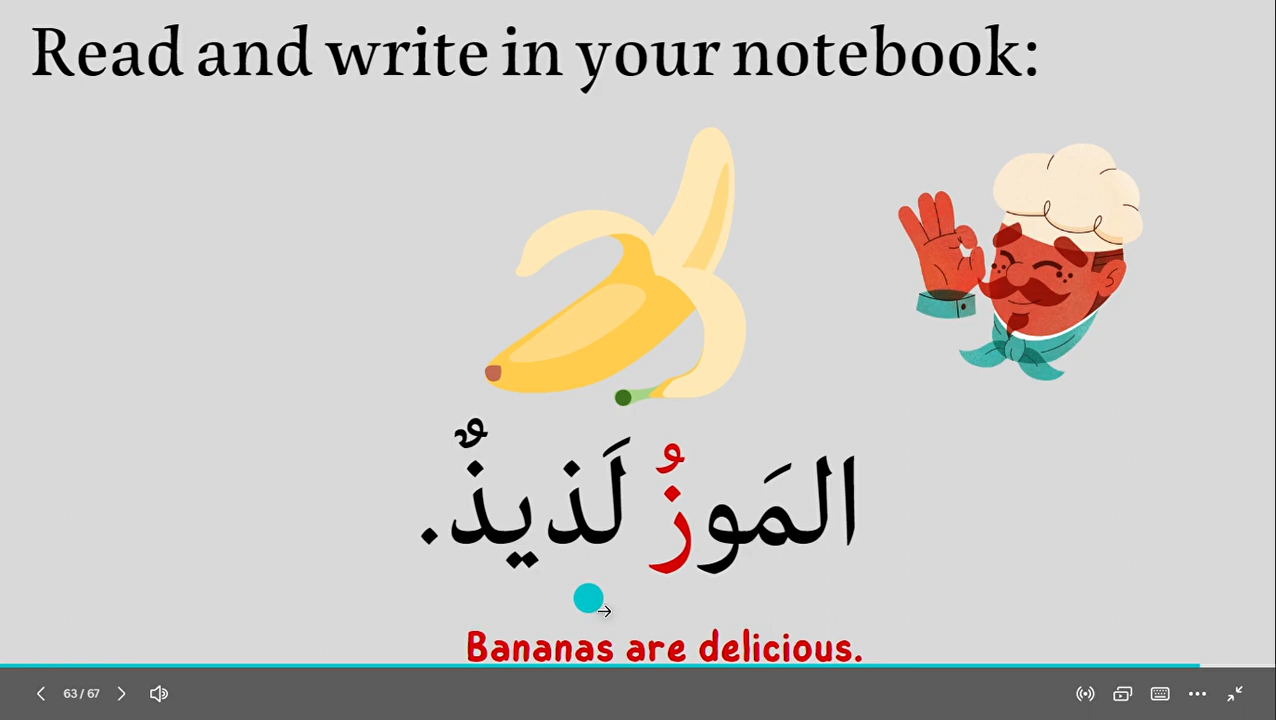 Read and write in your notebook:
المَوزُ لَذيذٌ.
Bananas are delicious.
63 / 67